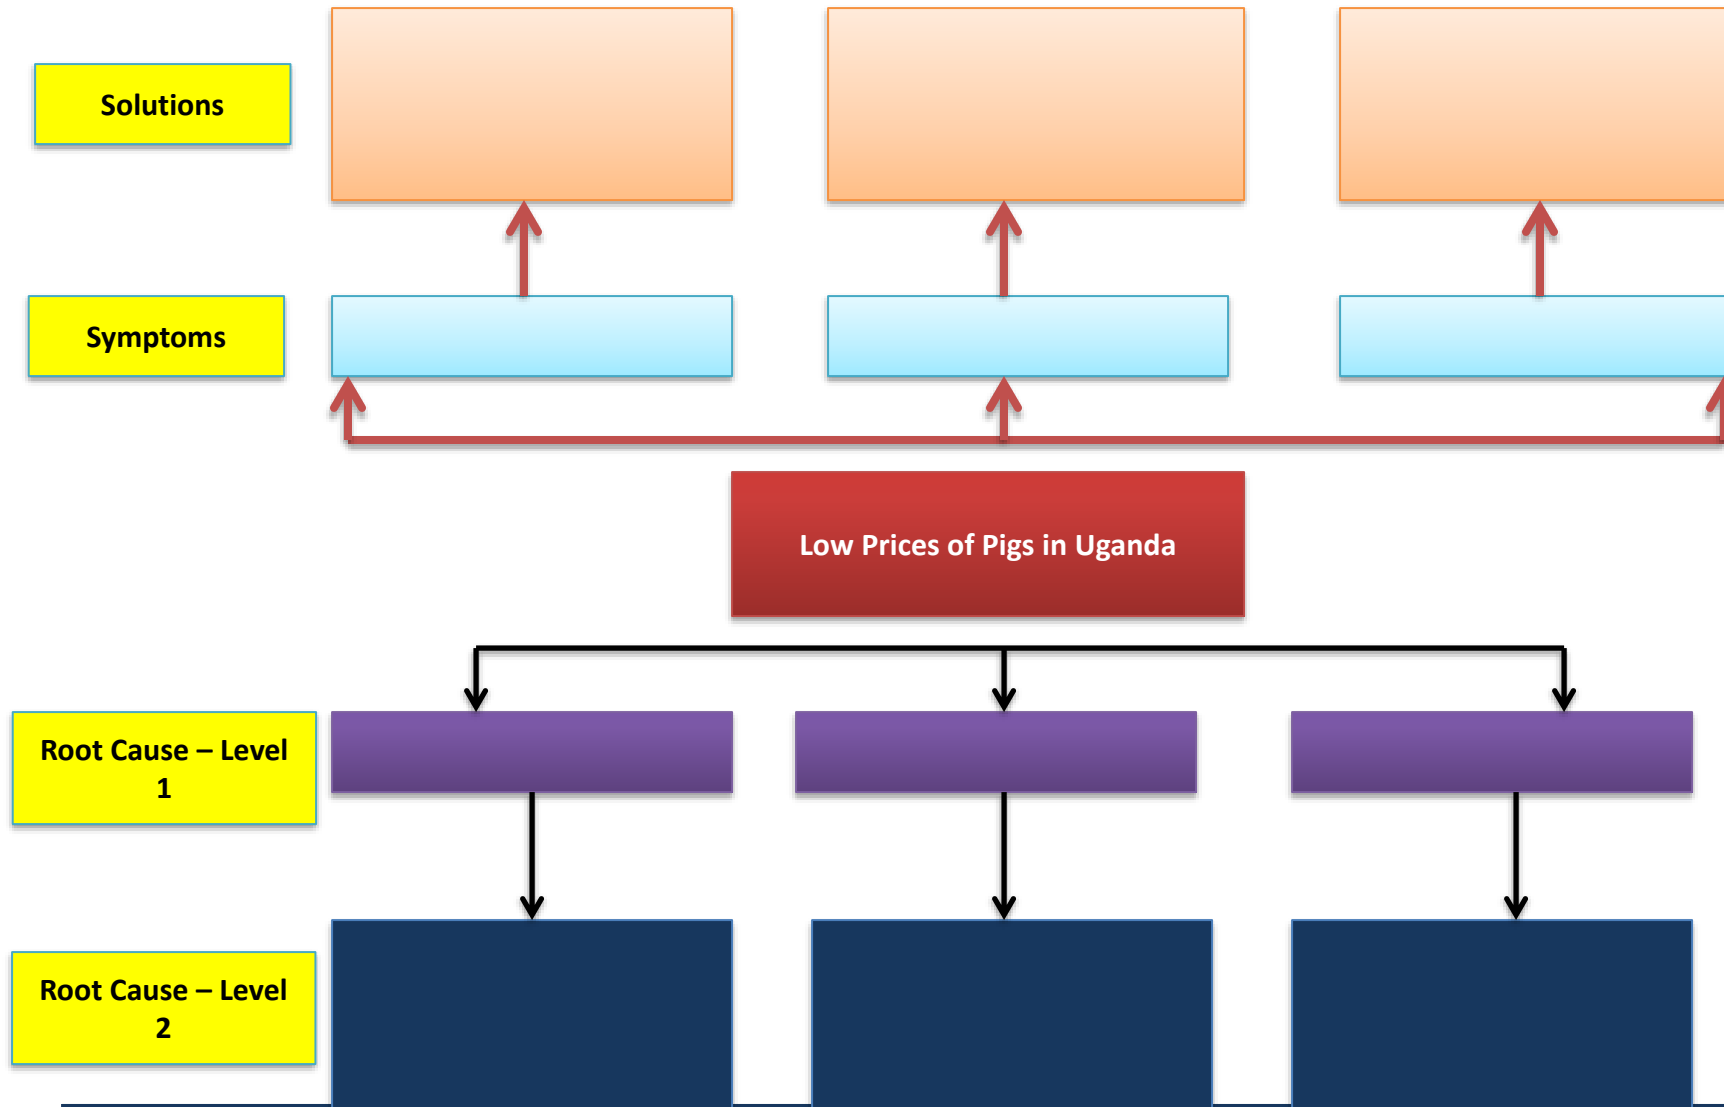 Solutions
Symptoms
Low Prices of Pigs in Uganda
Root Cause – Level
1
Root Cause – Level
2